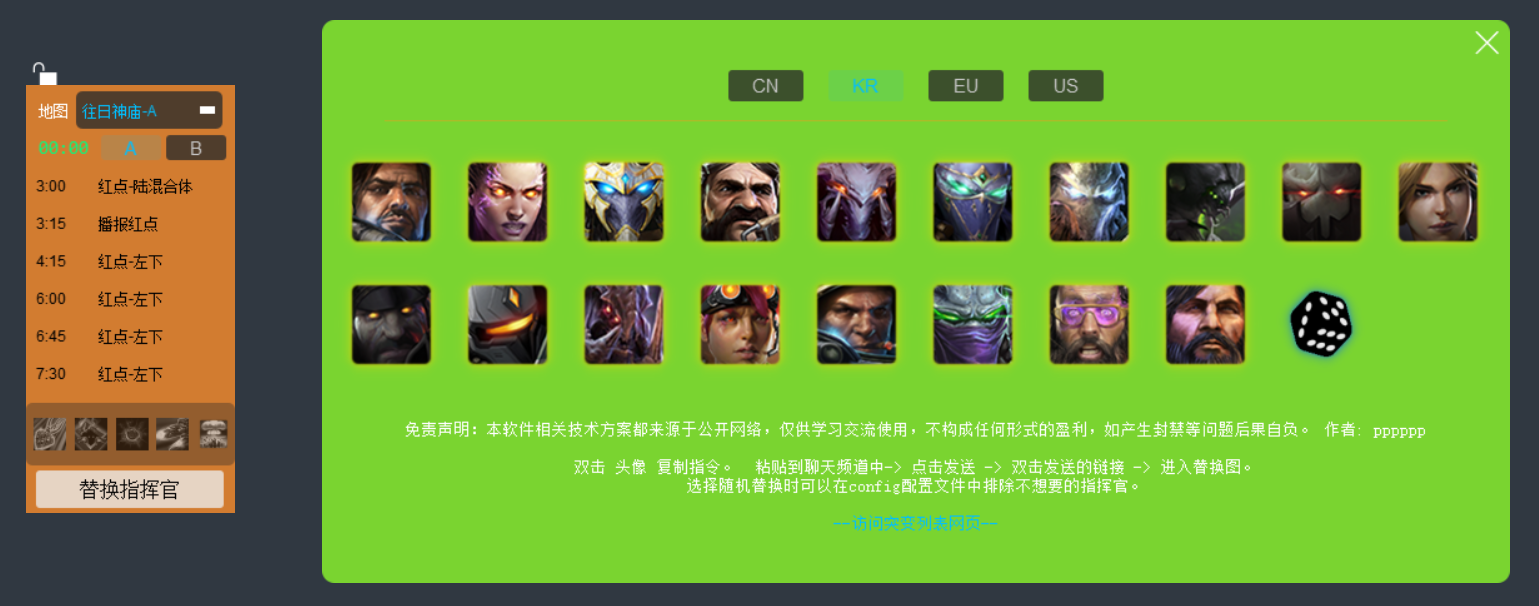 地图 往日神庙-A
00:00 A B
3:00 红点-陆混合体
3:15 播报红点
4:15 红点-左下
6:00 红点-左下
6:45 红点-左下
7:30 红点-左下
替换指挥官
CN KR EU US
免责声明: 本软件相关技术方案都来源于公开网络，仅供学习交流使用，不构成任何形式的盈利，如产生封禁等问题后果自负。 作者: pppppp
双击 头像 复制指令。 粘贴到聊天频道中-> 点击发送 -> 双击发送的链接 -> 进入替换图。
选择随机替换时可以在config配置文件中排除不想要的指挥官。
--访问突变列表网页--